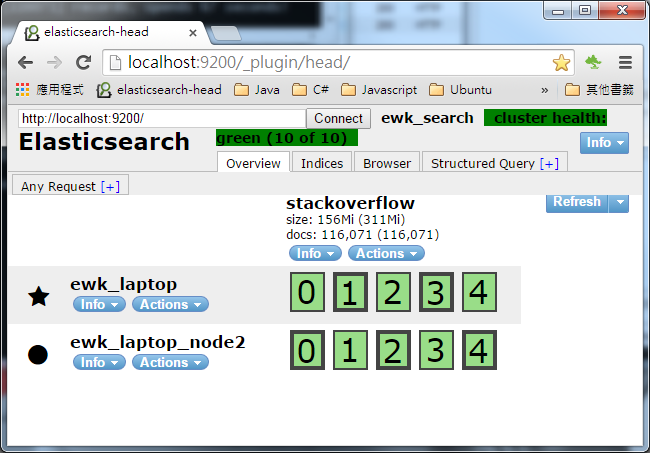 elasticsearch-head
localhost:9200/_plugin/head/
應用程式 elasticsearch-head Java C# Javascript Ubuntu » 其他書籤
http://localhost:9200/ Connect ewk_search cluster health:
green (10 of 10)
Elasticsearch
Info
Overview Indices Browser Structured Query [+]
Any Request [+]
stackoverflow
Refresh
size: 156Mi (311Mi)
docs: 116,071 (116,071)
Info Actions
ewk_laptop
Info Actions
0 1 2 3 4
ewk_laptop_node2
Info Actions
0 1 2 3 4